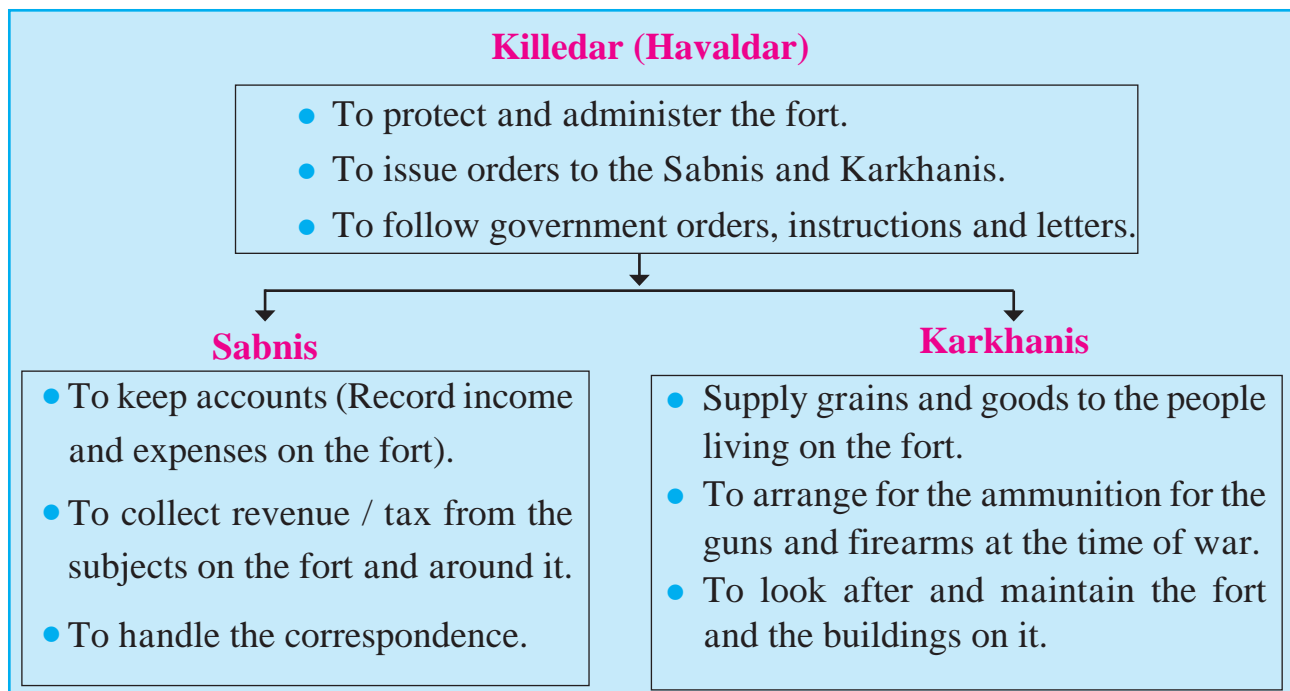 Killedar (Havaldar)
● To protect and administer the fort.
● To issue orders to the Sabnis and Karkhanis.
● To follow government orders, instructions and letters.
Sabnis
● To keep accounts (Record income
and expenses on the fort).
● To collect revenue / tax from the
subjects on the fort and around it.
● To handle the correspondence.
Karkhanis
● Supply grains and goods to the people
living on the fort.
● To arrange for the ammunition for the
guns and firearms at the time of war.
● To look after and maintain the fort
and the buildings on it.